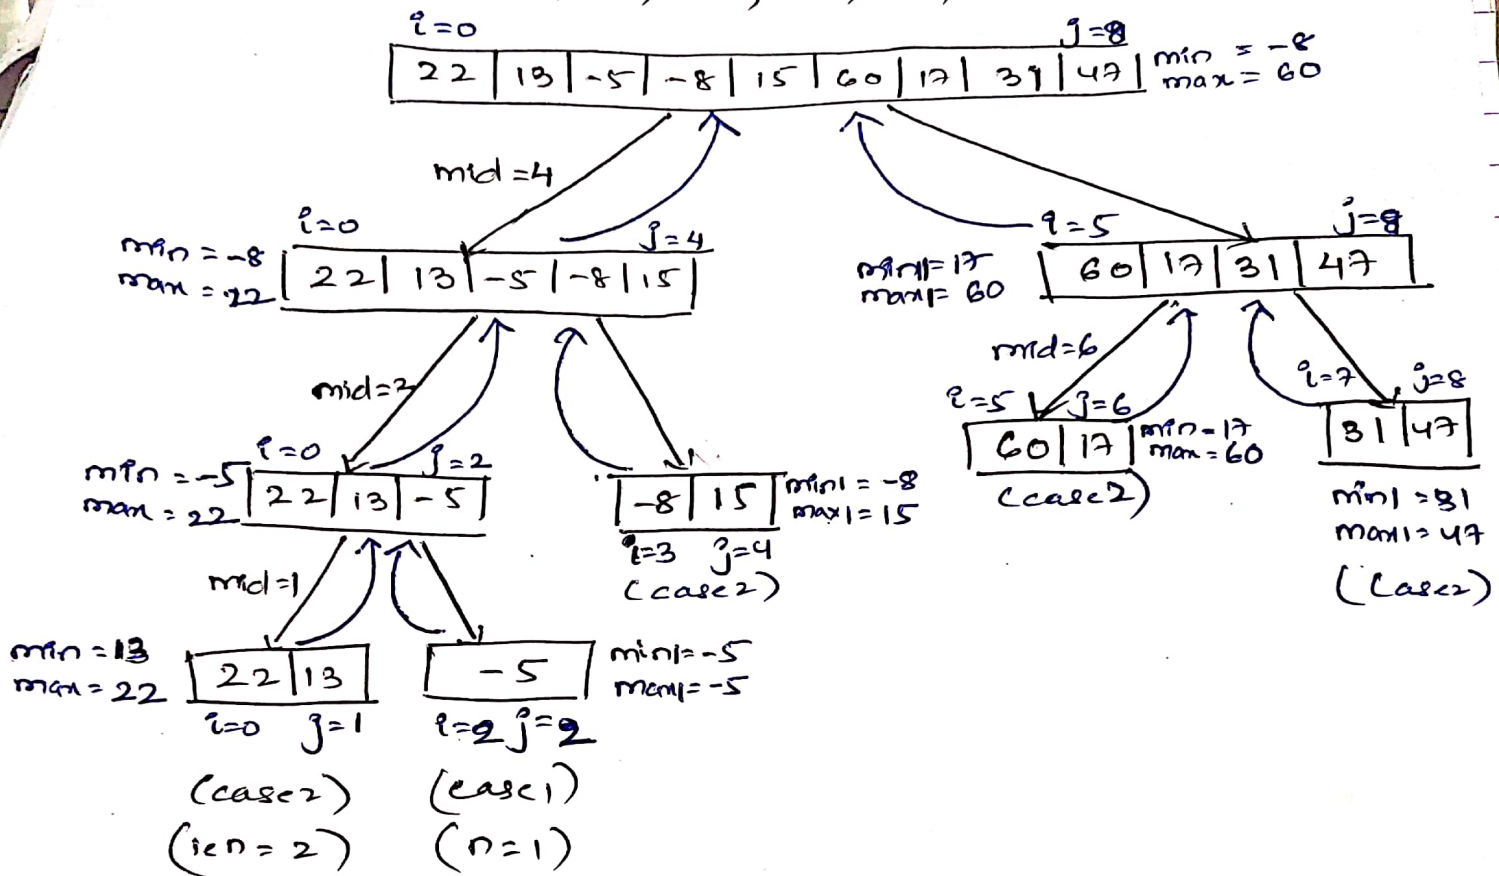 i=0 j=8
22 13 -5 -8 15 60 17 31 47
min = -8
max = 60
mid=4
i=0 j=4
min = -8
max = 22
22 13 -5 -8 15
i=5 j=8
min1= 17
max1= 60
60 17 31 47
mid=2
mid=6
i=0 j=2
min = -5
max = 22
22 13 -5
-8 15
min1 = -8
max1 = 15
i=3 j=4
(case2)
i=5 j=6
60 17
min=17
max=60
(case2)
i=7 j=8
31 47
min1 = 31
max1 = 47
(case2)
mid=1
min = 13
max = 22
22 13
i=0 j=1
(case2)
(len = 2)
-5
min1= -5
max1= -5
i=2 j=2
(case1)
(n=1)